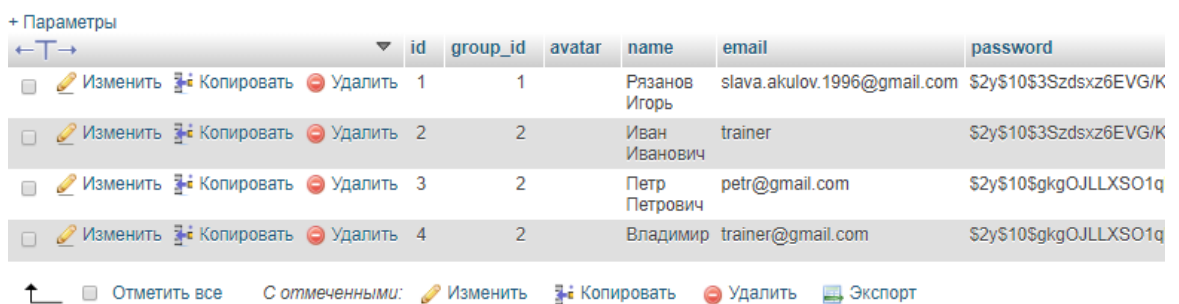 + Параметры
←T→ id group_id avatar name email password
Изменить Копировать Удалить 1 1 Рязанов slava.akulov.1996@gmail.com $2y$10$3Szdsxz6EVG/K
Игорь
Изменить Копировать Удалить 2 2 Иван trainer $2y$10$3Szdsxz6EVG/K
Иванович
Изменить Копировать Удалить 3 2 Петр petr@gmail.com $2y$10$gkgOJLLXSO1q
Петрович
Изменить Копировать Удалить 4 2 Владимир trainer@gmail.com $2y$10$gkgOJLLXSO1q
Отметить все С отмеченными: Изменить Копировать Удалить Экспорт